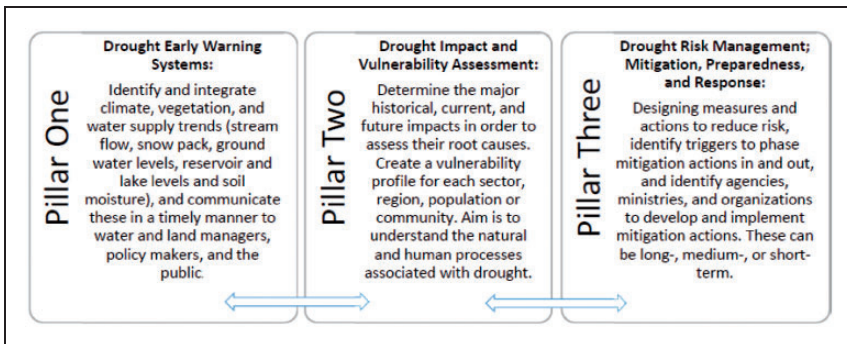 Pillar One
Drought Early Warning
Systems:
Identify and integrate
climate, vegetation, and
water supply trends (stream
flow, snow pack, ground
water levels, reservoir and
lake levels and soil
moisture), and communicate
these in a timely manner to
water and land managers,
policy makers, and the
public.
Pillar Two
Drought Impact and
Vulnerability Assessment:
Determine the major
historical, current, and
future impacts in order to
assess their root causes.
Create a vulnerability
profile for each sector,
region, population or
community. Aim is to
understand the natural
and human processes
associated with drought.
Pillar Three
Drought Risk Management;
Mitigation, Preparedness,
and Response:
Designing measures and
actions to reduce risk,
identify triggers to phase
mitigation actions in and out,
and identify agencies,
ministries, and organizations
to develop and implement
mitigation actions. These can
be long-, medium-, or short-
term.